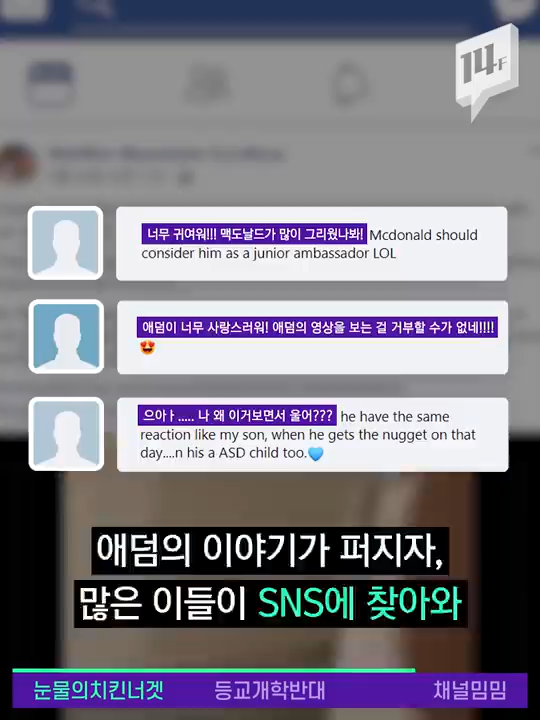 14F
너무 귀여워!!! 맥도날드가 많이 그리웠나봐! Mcdonald should
consider him as a junior ambassador LOL
애덤이 너무 사랑스러워! 애덤의 영상을 보는 걸 거부할 수가 없네!!!!
😍
으아ㅏ ..... 나 왜 이거보면서 울어??? he have the same
reaction like my son, when he gets the nugget on that
day....n his a ASD child too.💙
애덤의 이야기가 퍼지자,
많은 이들이 SNS에 찾아와
눈물의치킨너겟 등교개학반대 채널밈밈